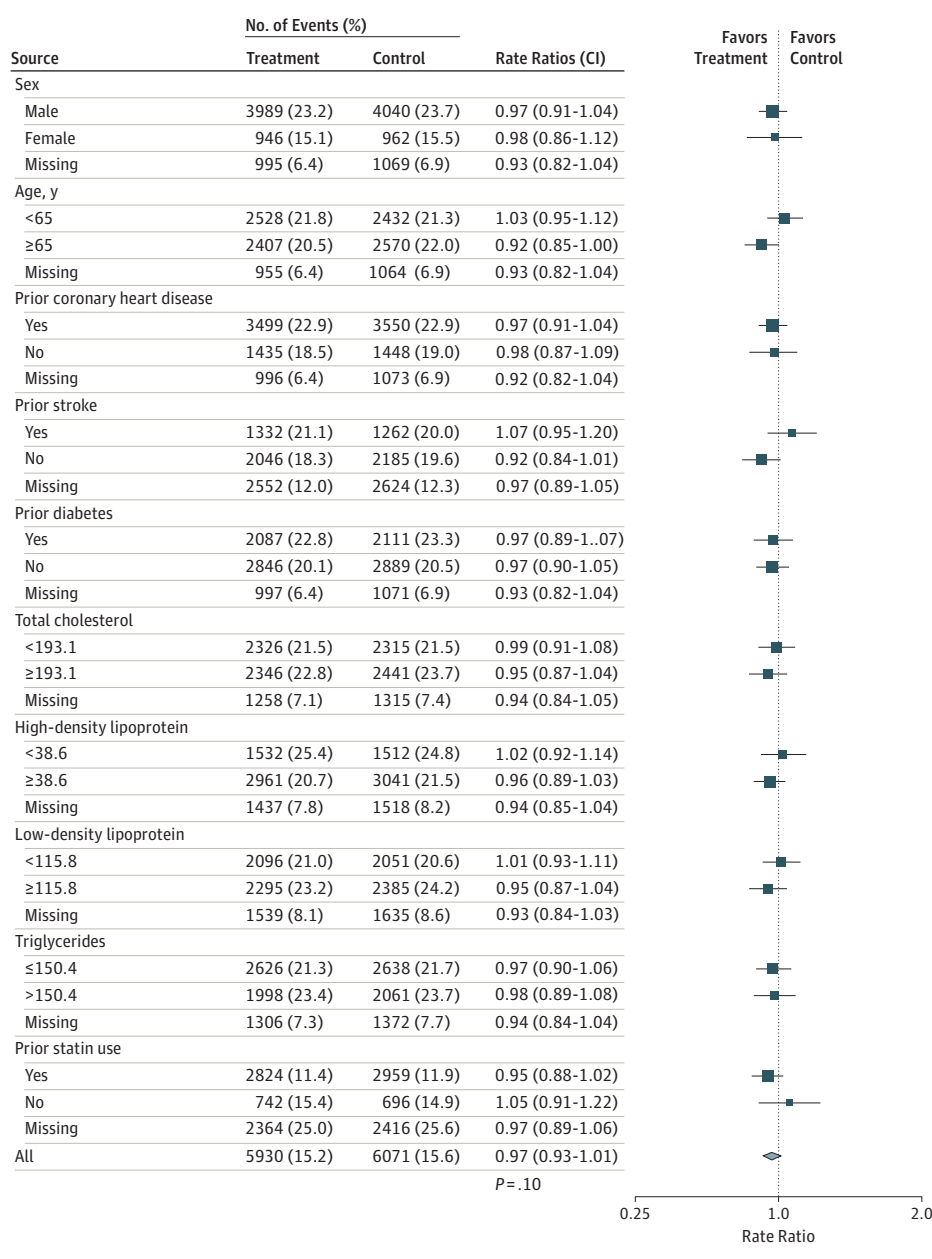 No. of Events (%)
Favors Favors
Source Treatment Control Rate Ratios (CI) Treatment Control
Sex
Male 3989 (23.2) 4040 (23.7) 0.97 (0.91-1.04)
Female 946 (15.1) 962 (15.5) 0.98 (0.86-1.12)
Missing 995 (6.4) 1069 (6.9) 0.93 (0.82-1.04)
Age, y
<65 2528 (21.8) 2432 (21.3) 1.03 (0.95-1.12)
≥65 2407 (20.5) 2570 (22.0) 0.92 (0.85-1.00)
Missing 955 (6.4) 1064 (6.9) 0.93 (0.82-1.04)
Prior coronary heart disease
Yes 3499 (22.9) 3550 (22.9) 0.97 (0.91-1.04)
No 1435 (18.5) 1448 (19.0) 0.98 (0.87-1.09)
Missing 996 (6.4) 1073 (6.9) 0.92 (0.82-1.04)
Prior stroke
Yes 1332 (21.1) 1262 (20.0) 1.07 (0.95-1.20)
No 2046 (18.3) 2185 (19.6) 0.92 (0.84-1.01)
Missing 2552 (12.0) 2624 (12.3) 0.97 (0.89-1.05)
Prior diabetes
Yes 2087 (22.8) 2111 (23.3) 0.97 (0.89-1..07)
No 2846 (20.1) 2889 (20.5) 0.97 (0.90-1.05)
Missing 997 (6.4) 1071 (6.9) 0.93 (0.82-1.04)
Total cholesterol
<193.1 2326 (21.5) 2315 (21.5) 0.99 (0.91-1.08)
≥193.1 2346 (22.8) 2441 (23.7) 0.95 (0.87-1.04)
Missing 1258 (7.1) 1315 (7.4) 0.94 (0.84-1.05)
High-density lipoprotein
<38.6 1532 (25.4) 1512 (24.8) 1.02 (0.92-1.14)
≥38.6 2961 (20.7) 3041 (21.5) 0.96 (0.89-1.03)
Missing 1437 (7.8) 1518 (8.2) 0.94 (0.85-1.04)
Low-density lipoprotein
<115.8 2096 (21.0) 2051 (20.6) 1.01 (0.93-1.11)
≥115.8 2295 (23.2) 2385 (24.2) 0.95 (0.87-1.04)
Missing 1539 (8.1) 1635 (8.6) 0.93 (0.84-1.03)
Triglycerides
≤150.4 2626 (21.3) 2638 (21.7) 0.97 (0.90-1.06)
>150.4 1998 (23.4) 2061 (23.7) 0.98 (0.89-1.08)
Missing 1306 (7.3) 1372 (7.7) 0.94 (0.84-1.04)
Prior statin use
Yes 2824 (11.4) 2959 (11.9) 0.95 (0.88-1.02)
No 742 (15.4) 696 (14.9) 1.05 (0.91-1.22)
Missing 2364 (25.0) 2416 (25.6) 0.97 (0.89-1.06)
All 5930 (15.2) 6071 (15.6) 0.97 (0.93-1.01)
P = .10
0.25 1.0 2.0
Rate Ratio